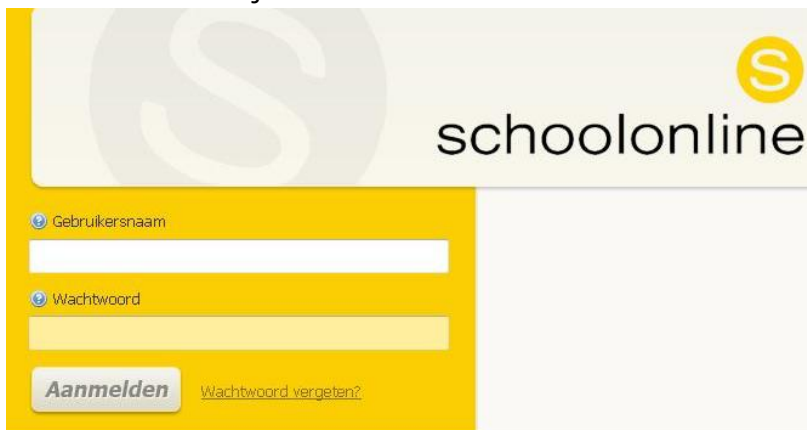 S
schoolonline
Gebruikersnaam
Wachtwoord
Aanmelden
Wachtwoord vergeten?